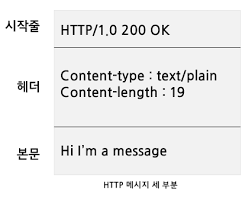 시작줄
HTTP/1.0 200 OK
헤더
Content-type : text/plain
Content-length : 19
본문
Hi I'm a message
HTTP 메시지 세 부분